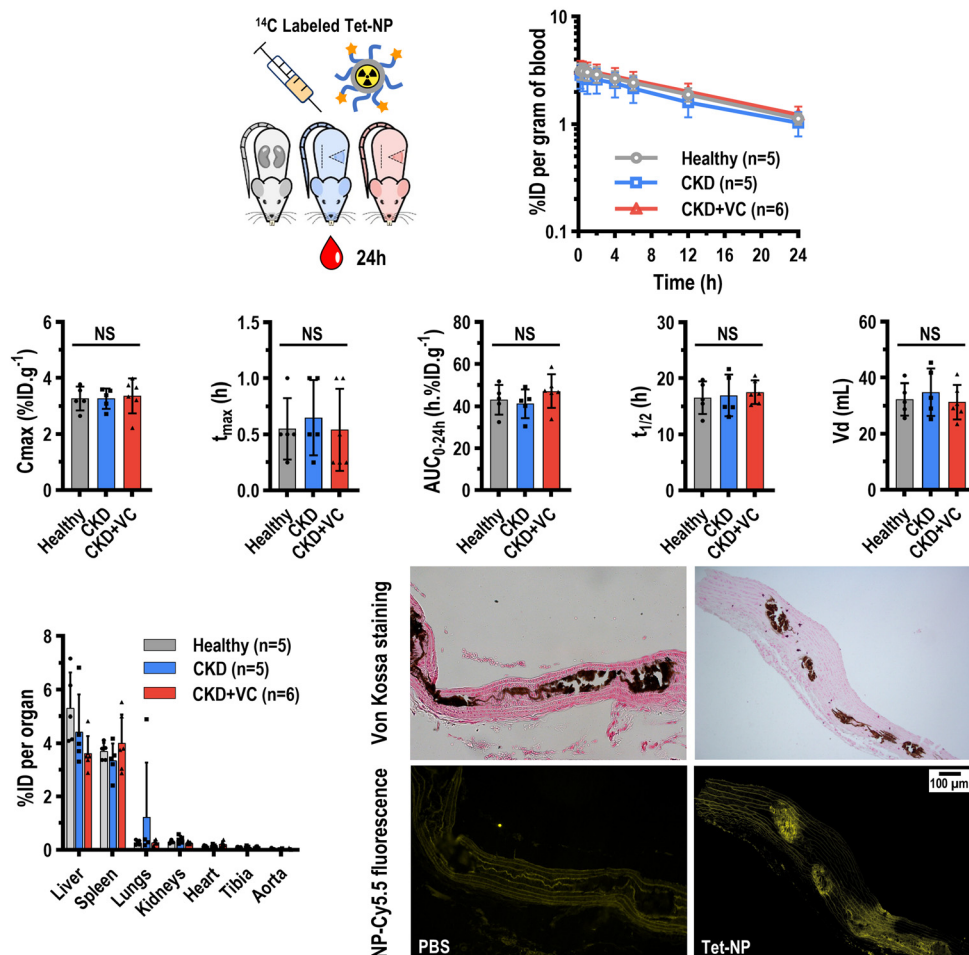 ¹⁴C Labeled Tet-NP
24h
%ID per gram of blood
10
1
0.1
Healthy (n=5)
CKD (n=5)
CKD+VC (n=6)
0 4 8 12 16 20 24
Time (h)
Cmax (%ID.g⁻¹)
6
4
2
0
NS
Healthy
CKD
CKD+VC
tmax (h)
1.5
1.0
0.5
0.0
NS
Healthy
CKD
CKD+VC
AUC0-24h (h.%ID.g⁻¹)
80
60
40
20
0
NS
Healthy
CKD
CKD+VC
t1/2 (h)
30
20
10
0
NS
Healthy
CKD
CKD+VC
Vd (mL)
60
40
20
0
NS
Healthy
CKD
CKD+VC
%ID per organ
8
6
4
2
0
Healthy (n=5)
CKD (n=5)
CKD+VC (n=6)
Liver
Spleen
Lungs
Kidneys
Heart
Tibia
Aorta
Von Kossa staining
NP-Cy5.5 fluorescence
100 µm
PBS
Tet-NP